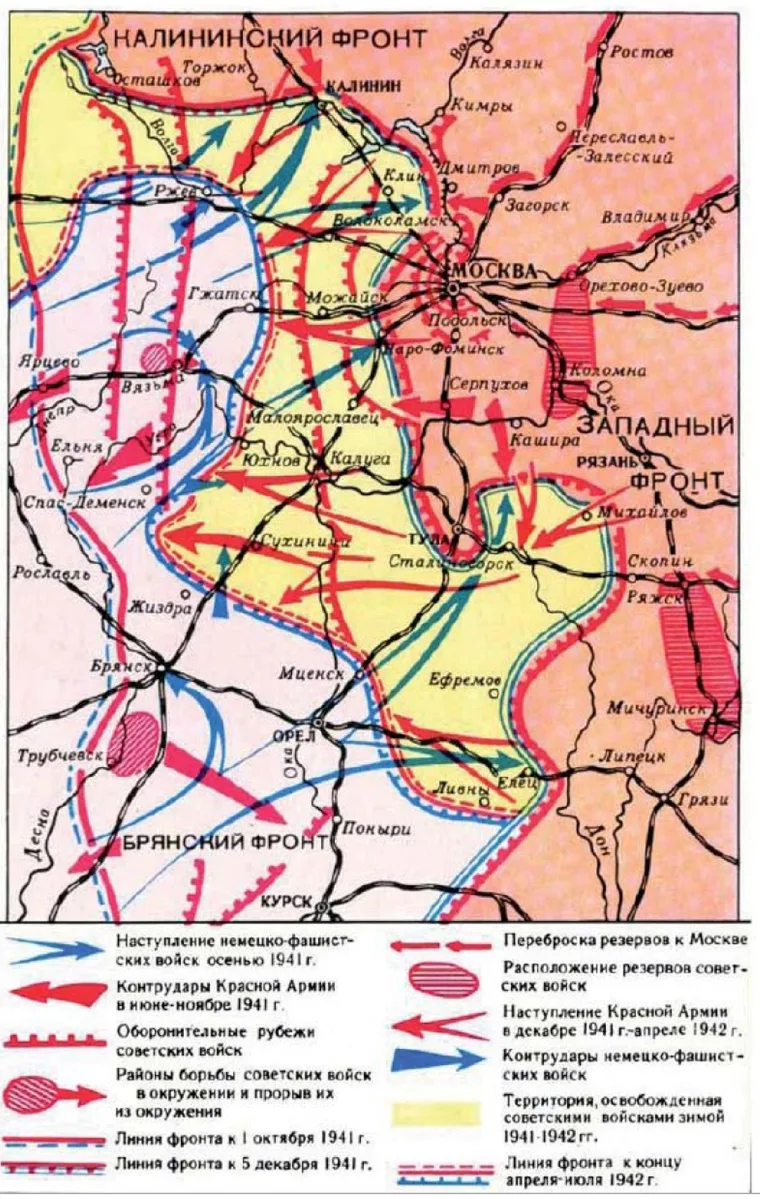 КАЛИНИНСКИЙ ФРОНТ
Осташков
Торжок
КАЛИНИН
Волга
Калязин
Ростов
Кимры
Переславль-
-Залесский
Волга
Ржев
Клин
Дмитров
Загорск
Владимир
Клязьма
Волоколамск
МОСКВА
Орехово-Зуево
Гжатск
Можайск
Подольск
Наро-Фоминск
Ярцево
Вязьма
Серпухов
Коломна
Ока
Днепр
Малоярославец
Кашира
ЗАПАДНЫЙ
ФРОНТ
Ельня
Угра
Юхнов
Калуга
РЯЗАНЬ
Спас-Деменск
Михайлов
ТУЛА
Сталиногорск
Сухиничи
Скопин
Рославль
Ряжск
Жиздра
Брянск
Мценск
Ефремов
Мичуринск
ОРЕЛ
Трубчевск
Ока
Ливны
Елец
Липецк
Грязи
Десна
Поныри
Дон
БРЯНСКИЙ ФРОНТ
КУРСК
Наступление немецко-фашист-
ских войск осенью 1941 г.
Контрудары Красной Армии
в июне-ноябре 1941 г.
Оборонительные рубежи
советских войск
Районы борьбы советских войск
в окружении и прорыв их
из окружения
Линия фронта к 1 октября 1941 г.
Линия фронта к 5 декабря 1941 г.
Переброска резервов к Москве
Расположение резервов совет-
ских войск
Наступление Красной Армии
в декабре 1941 г.-апреле 1942 г.
Контрудары немецко-фашист-
ских войск
Территория, освобожденная
советскими войсками зимой
1941-1942 гг.
Линия фронта к концу
апреля-июля 1942 г.